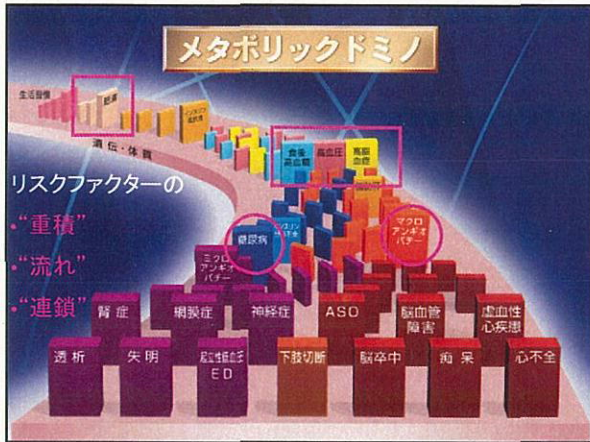 メタボリックドミノ
生活習慣
肥満
インスリン
抵抗性
遺伝・体質
食後
高血糖
高血圧
高脂
血症
リスクファクターの
・“重積”
・“流れ”
・“連鎖”
糖尿病
マクロ
アンギオ
パチー
ミクロ
アンギオ
パチー
腎症
網膜症
神経症
ASO
脳血管
障害
虚血性
心疾患
透析
失明
起立性低血圧
ED
下肢切断
脳卒中
痴呆
心不全